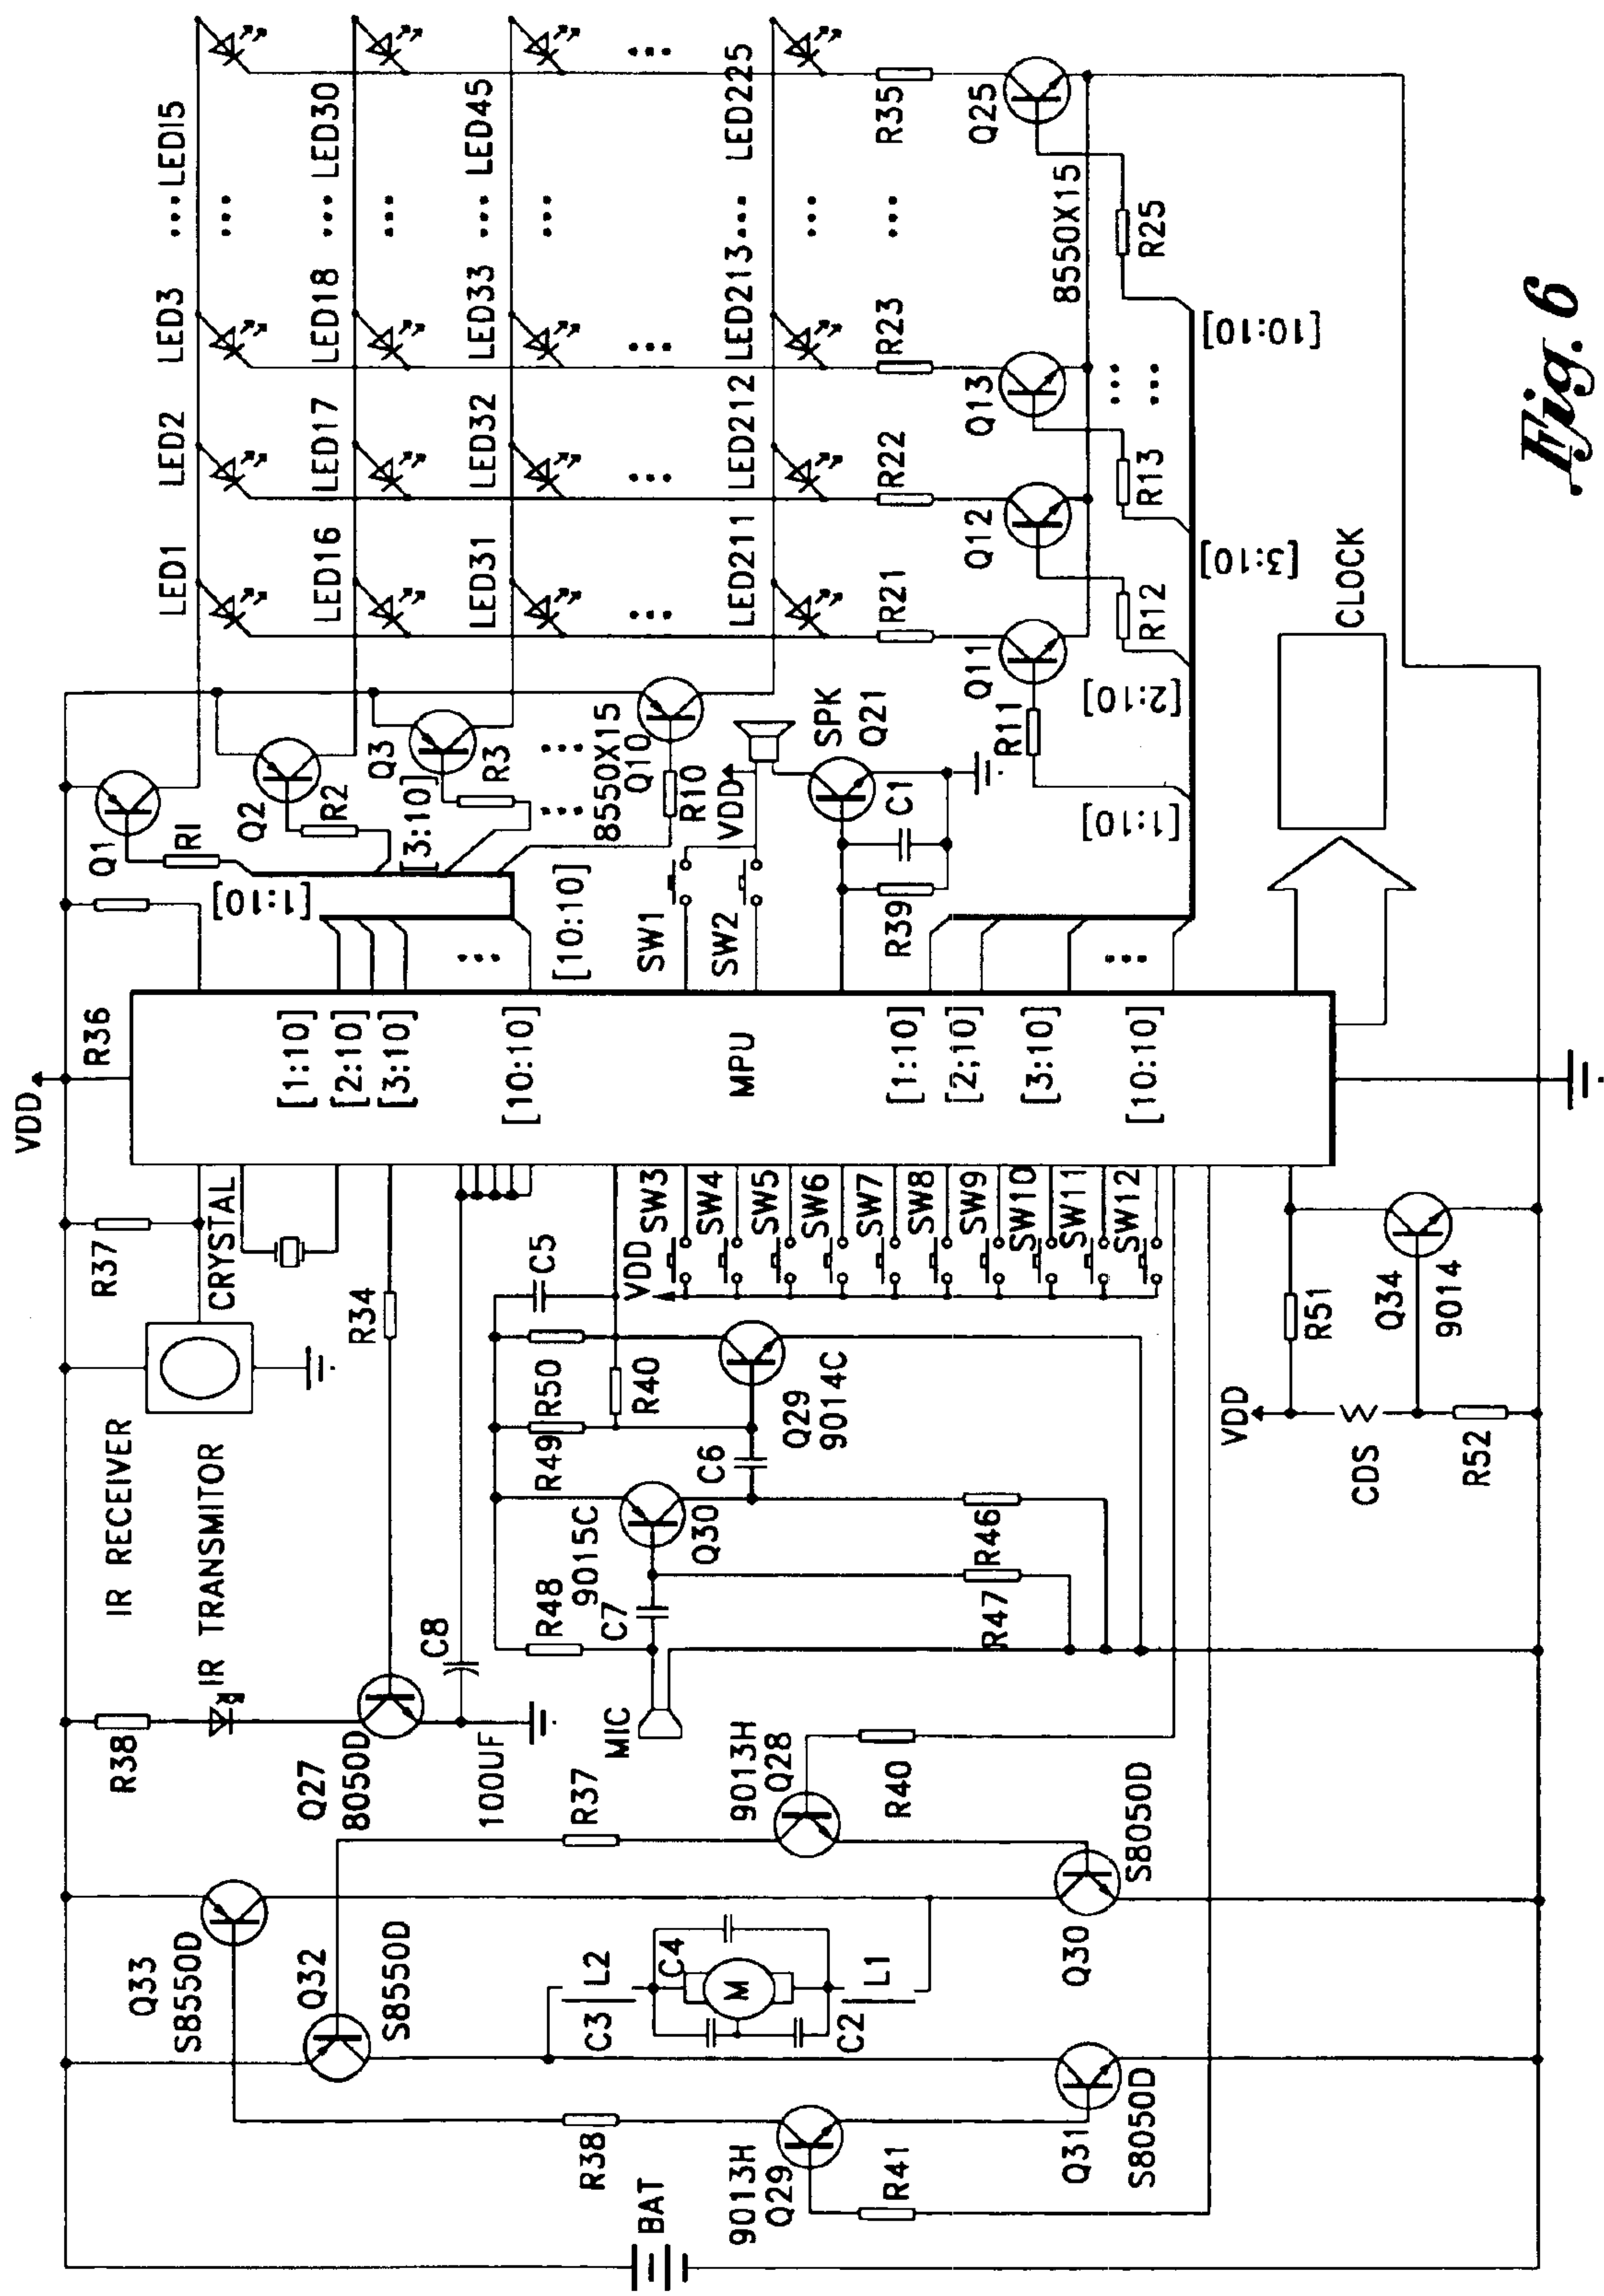 VDD
R36
R37
CRYSTAL
IR RECEIVER
IR TRANSMITOR
R38
Q27
8050D
R34
C8
100UF
Q33
S8550D
Q32
S8550D
R37
9013H
Q28
R40
S8050D
Q30
C3
L2
C4
M
C2
L1
R38
9013H
Q29
R41
Q31
S8050D
BAT
MIC
R48
C7
9015C
Q30
R49
R50
C5
R40
C6
Q29
9014C
R46
R47
VDD
SW3
SW4
SW5
SW6
SW7
SW8
SW9
SW10
SW11
SW12
VDD
R51
CDS
R52
Q34
9014
[1:10]
[2:10]
[3:10]
[10:10]
MPU
[1:10]
[2;10]
[3:10]
[10:10]
Q1
R1
[1:10]
Q2
R2
Q3
[3:10]
R3
•••
•••
•••
8550X15
Q10
R10
[10:10]
SW1
SW2
VDD
SPK
Q21
C1
R39
•••
LED1
LED2
LED3
•••LED15
•••
LED16
LED17
LED18
•••LED30
•••
LED31
LED32
LED33
•••LED45
•••
•••
•••
•••
•••
LED211
LED212
LED213•••
LED225
•••
R21
R22
R23
•••
R35
Q11
Q12
Q13
Q25
8550X15
R11
R12
R13
•••
•••
R25
[1:10]
[2:10]
[3:10]
[10:10]
CLOCK
Fig. 6